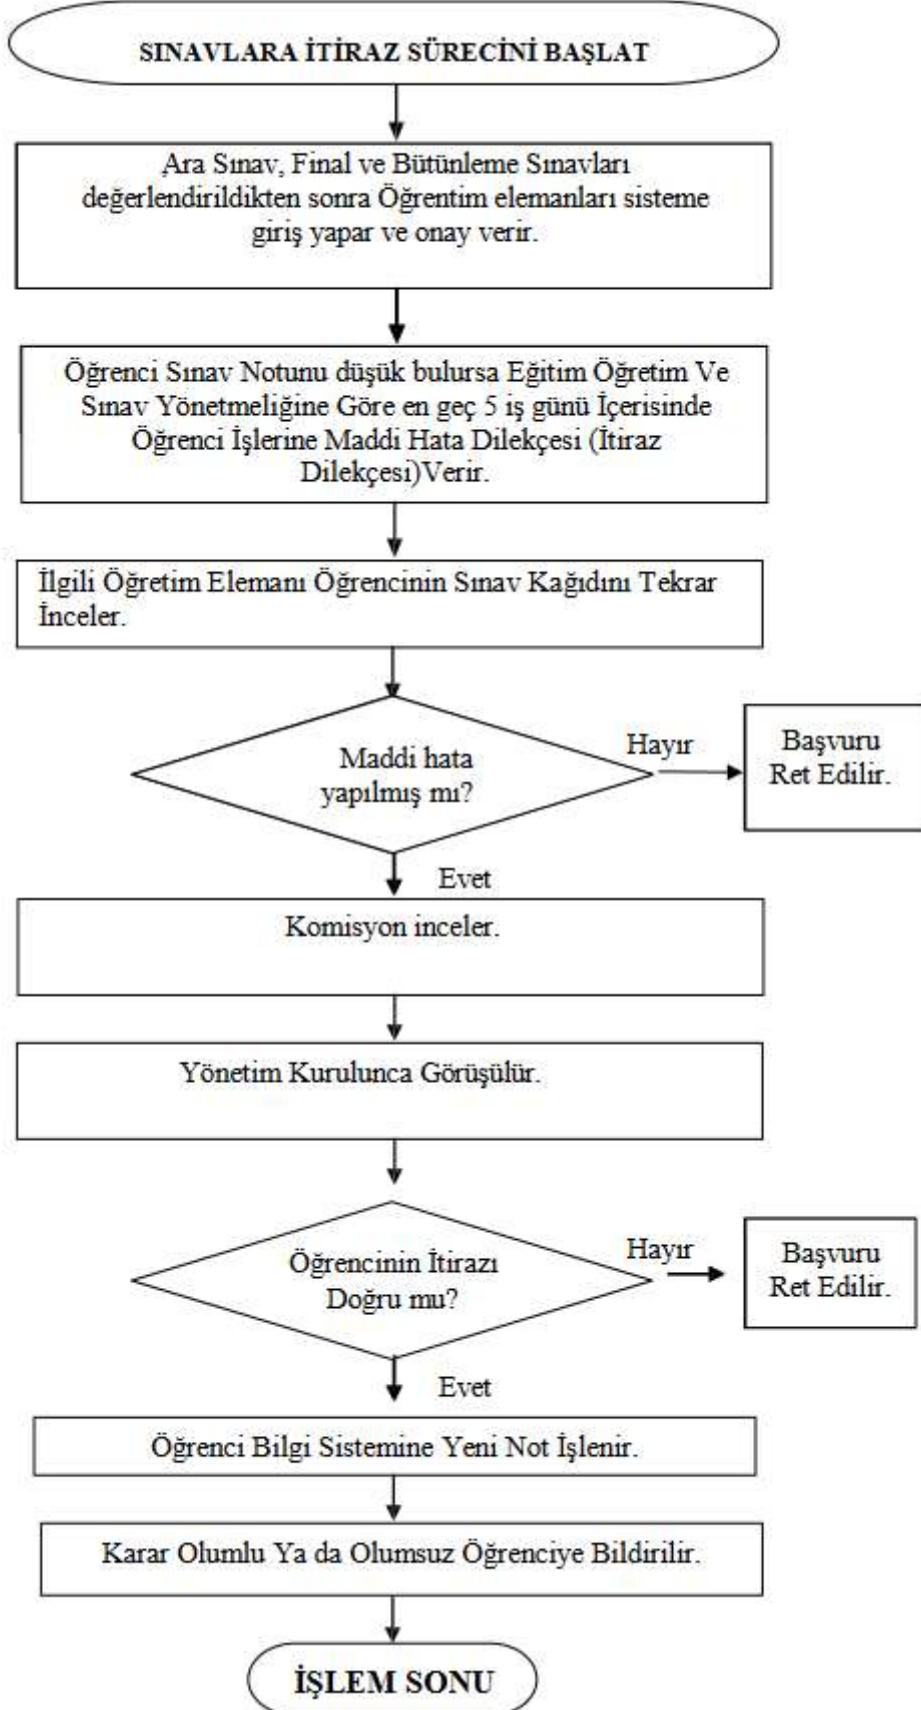 SINAVLARA İTİRAZ SÜRECİNİ BAŞLAT
Ara Sınav, Final ve Bütünleme Sınavları
değerlendirildikten sonra Öğrentim elemanları sisteme
giriş yapar ve onay verir.
Öğrenci Sınav Notunu düşük bulursa Eğitim Öğretim Ve
Sınav Yönetmeliğine Göre en geç 5 iş günü İçerisinde
Öğrenci İşlerine Maddi Hata Dilekçesi (İtiraz
Dilekçesi)Verir.
İlgili Öğretim Elemanı Öğrencinin Sınav Kağıdını Tekrar
İnceler.
Maddi hata
yapılmış mı?
Hayır
Başvuru
Ret Edilir.
Evet
Komisyon inceler.
Yönetim Kurulunca Görüşülür.
Öğrencinin İtirazı
Doğru mu?
Hayır
Başvuru
Ret Edilir.
Evet
Öğrenci Bilgi Sistemine Yeni Not İşlenir.
Karar Olumlu Ya da Olumsuz Öğrenciye Bildirilir.
İŞLEM SONU